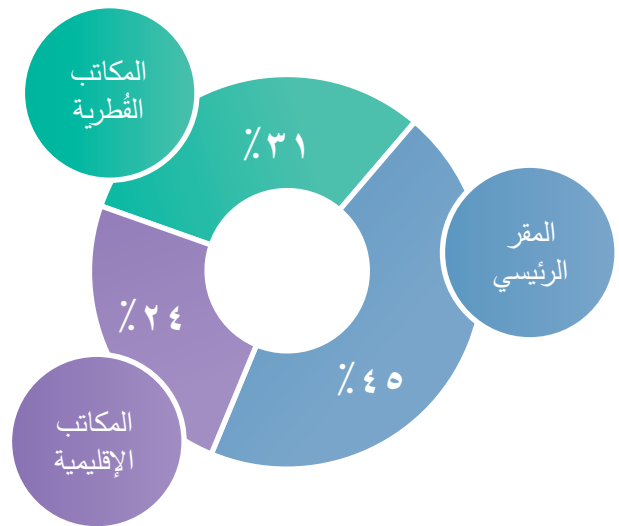 المكاتب
القُطرية
٪٣١
المقر
الرئيسي
٪٢٤
٪٤٥
المكاتب
الإقليمية